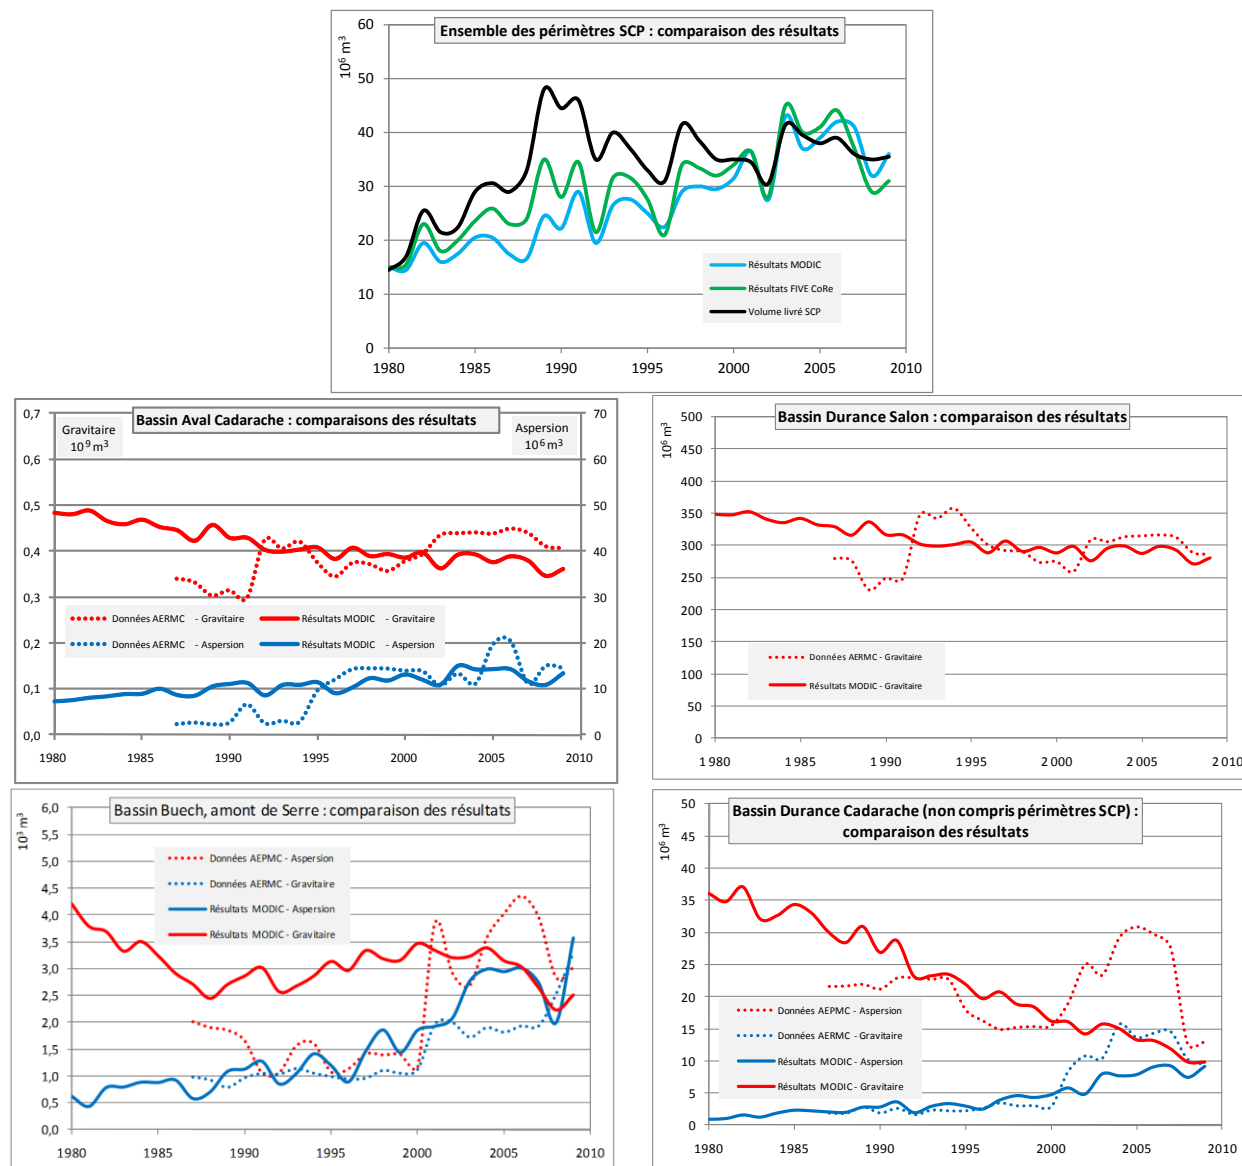 Ensemble des périmètres SCP : comparaison des résultats
10⁶ m³
60
50
40
30
20
10
0
Résultats MODIC
Résultats FIVE CoRe
Volume livré SCP
1980 1985 1990 1995 2000 2005 2010
Bassin Aval Cadarache : comparaisons des résultats
Gravitaire
10⁹ m³
Aspersion
10⁶ m³
0,7 70
0,6 60
0,5 50
0,4 40
0,3 30
0,2 20
0,1 10
0,0 0
Données AERMC - Gravitaire Résultats MODIC - Gravitaire
Données AERMC - Aspersion Résultats MODIC - Aspersion
1980 1985 1990 1995 2000 2005 2010
Bassin Durance Salon : comparaison des résultats
10⁶ m³
500
450
400
350
300
250
200
150
100
50
0
Données AERMC - Gravitaire
Résultats MODIC - Gravitaire
1 980 1 985 1 990 1 995 2 000 2 005 2 010
Bassin Buech, amont de Serre : comparaison des résultats
10³ m³
6,0
5,5
5,0
4,5
4,0
3,5
3,0
2,5
2,0
1,5
1,0
0,5
0,0
Données AEPMC - Aspersion
Données AERMC - Gravitaire
Résultats MODIC - Aspersion
Résultats MODIC - Gravitaire
1980 1985 1990 1995 2000 2005 2010
Bassin Durance Cadarache (non compris périmètres SCP) :
comparaison des résultats
10⁶ m³
50
45
40
35
30
25
20
15
10
5
0
Données AEPMC - Aspersion
Données AERMC - Gravitaire
Résultats MODIC - Aspersion
Résultats MODIC - Gravitaire
1980 1985 1990 1995 2000 2005 2010